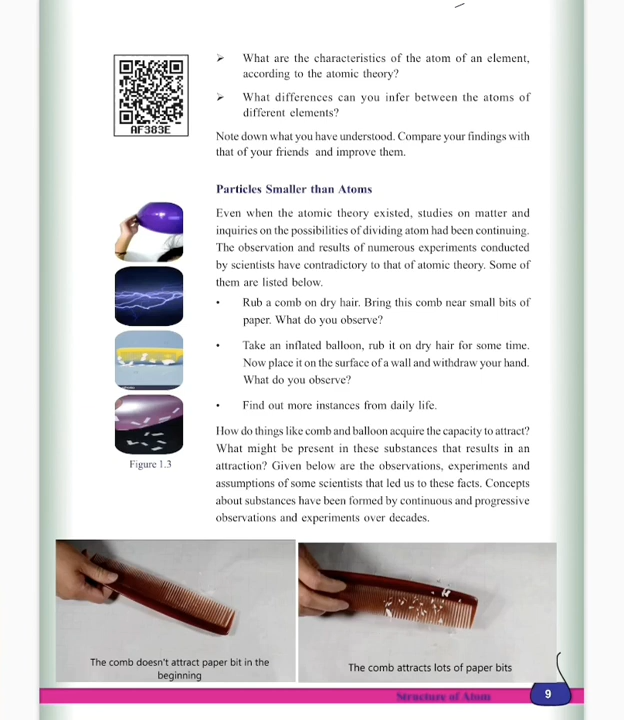 ➢ What are the characteristics of the atom of an element,
according to the atomic theory?
➢ What differences can you infer between the atoms of
different elements?
AF383E
Note down what you have understood. Compare your findings with
that of your friends and improve them.
Particles Smaller than Atoms
Even when the atomic theory existed, studies on matter and
inquiries on the possibilities of dividing atom had been continuing.
The observation and results of numerous experiments conducted
by scientists have contradictory to that of atomic theory. Some of
them are listed below.
• Rub a comb on dry hair. Bring this comb near small bits of
paper. What do you observe?
• Take an inflated balloon, rub it on dry hair for some time.
Now place it on the surface of a wall and withdraw your hand.
What do you observe?
• Find out more instances from daily life.
How do things like comb and balloon acquire the capacity to attract?
What might be present in these substances that results in an
attraction? Given below are the observations, experiments and
assumptions of some scientists that led us to these facts. Concepts
about substances have been formed by continuous and progressive
observations and experiments over decades.
Figure 1.3
The comb doesn't attract paper bit in the
beginning
The comb attracts lots of paper bits
Structure of Atom
9